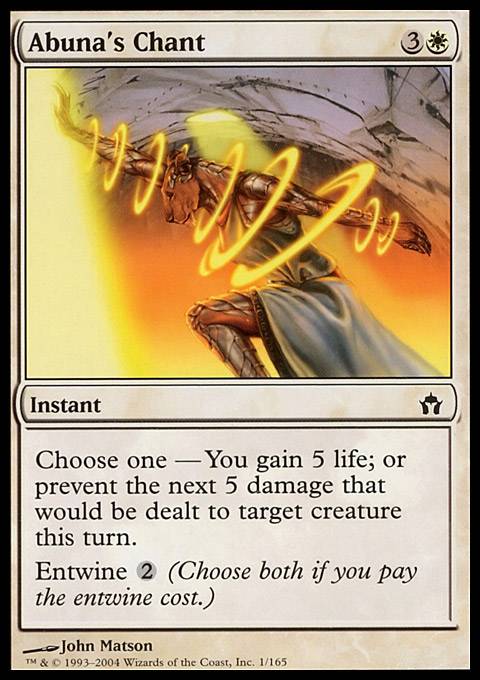 Abuna's Chant 3
Instant
Choose one — You gain 5 life; or
prevent the next 5 damage that
would be dealt to target creature
this turn.
Entwine 2 (Choose both if you pay
the entwine cost.)
John Matson
™ & © 1993–2004 Wizards of the Coast, Inc. 1/165